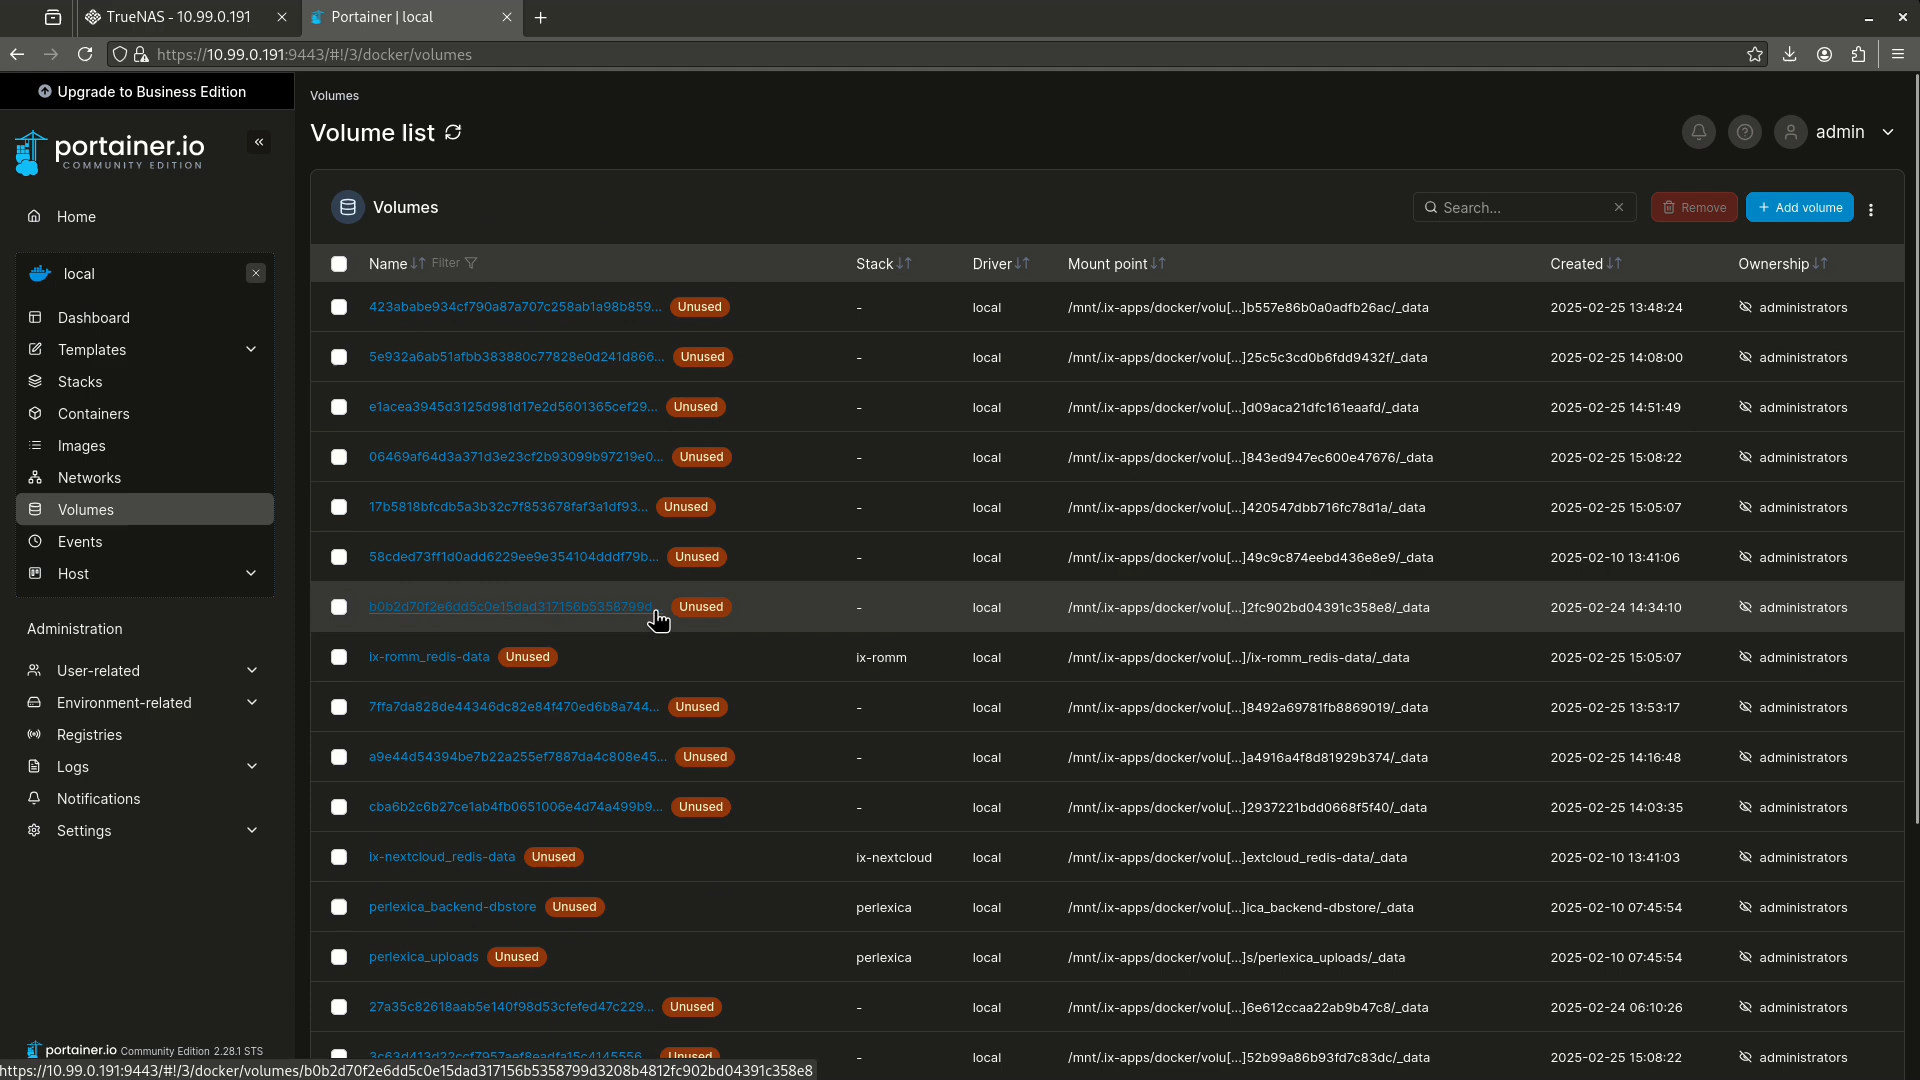 TrueNAS - 10.99.0.191
Portainer | local
https://10.99.0.191:9443/#!/3/docker/volumes
Upgrade to Business Edition
portainer.io
COMMUNITY EDITION
Home
local
Dashboard
Templates
Stacks
Containers
Images
Networks
Volumes
Events
Host
Administration
User-related
Environment-related
Registries
Logs
Notifications
Settings
portainer.io Community Edition 2.28.1 STS
Volumes
Volume list
admin
Volumes
Search...
Remove
+ Add volume
Name Filter Stack Driver Mount point Created Ownership
423ababe934cf790a87a707c258ab1a98b859... Unused - local /mnt/.ix-apps/docker/volu[...]b557e86b0a0adfb26ac/_data 2025-02-25 13:48:24 administrators
5e932a6ab51afbb383880c77828e0d241d866... Unused - local /mnt/.ix-apps/docker/volu[...]25c5c3cd0b6fdd9432f/_data 2025-02-25 14:08:00 administrators
e1acea3945d3125d981d17e2d5601365cef29... Unused - local /mnt/.ix-apps/docker/volu[...]d09aca21dfc161eaafd/_data 2025-02-25 14:51:49 administrators
06469af64d3a371d3e23cf2b93099b97219e0... Unused - local /mnt/.ix-apps/docker/volu[...]843ed947ec600e47676/_data 2025-02-25 15:08:22 administrators
17b5818bfcdb5a3b32c7f853678faf3a1df93... Unused - local /mnt/.ix-apps/docker/volu[...]420547dbb716fc78d1a/_data 2025-02-25 15:05:07 administrators
58cded73ff1d0add6229ee9e354104dddf79b... Unused - local /mnt/.ix-apps/docker/volu[...]49c9c874eebd436e8e9/_data 2025-02-10 13:41:06 administrators
b0b2d70f2e6dd5c0e15dad317156b5358799d... Unused - local /mnt/.ix-apps/docker/volu[...]2fc902bd04391c358e8/_data 2025-02-24 14:34:10 administrators
ix-romm_redis-data Unused ix-romm local /mnt/.ix-apps/docker/volu[...]/ix-romm_redis-data/_data 2025-02-25 15:05:07 administrators
7ffa7da828de44346dc82e84f470ed6b8a744... Unused - local /mnt/.ix-apps/docker/volu[...]8492a69781fb8869019/_data 2025-02-25 13:53:17 administrators
a9e44d54394be7b22a255ef7887da4c808e45... Unused - local /mnt/.ix-apps/docker/volu[...]a4916a4f8d81929b374/_data 2025-02-25 14:16:48 administrators
cba6b2c6b27ce1ab4fb0651006e4d74a499b9... Unused - local /mnt/.ix-apps/docker/volu[...]2937221bdd0668f5f40/_data 2025-02-25 14:03:35 administrators
ix-nextcloud_redis-data Unused ix-nextcloud local /mnt/.ix-apps/docker/volu[...]extcloud_redis-data/_data 2025-02-10 13:41:03 administrators
perlexica_backend-dbstore Unused perlexica local /mnt/.ix-apps/docker/volu[...]ica_backend-dbstore/_data 2025-02-10 07:45:54 administrators
perlexica_uploads Unused perlexica local /mnt/.ix-apps/docker/volu[...]s/perlexica_uploads/_data 2025-02-10 07:45:54 administrators
27a35c82618aab5e140f98d53cfefed47c229... Unused - local /mnt/.ix-apps/docker/volu[...]6e612ccaa22ab9b47c8/_data 2025-02-24 06:10:26 administrators
3c63d413d22ccf7957aef8eadfa15c4145556... Unused - local /mnt/.ix-apps/docker/volu[...]52b99a86b93fd7c83dc/_data 2025-02-25 15:08:22 administrators
https://10.99.0.191:9443/#!/3/docker/volumes/b0b2d70f2e6dd5c0e15dad317156b5358799d3208b4812fc902bd04391c358e8